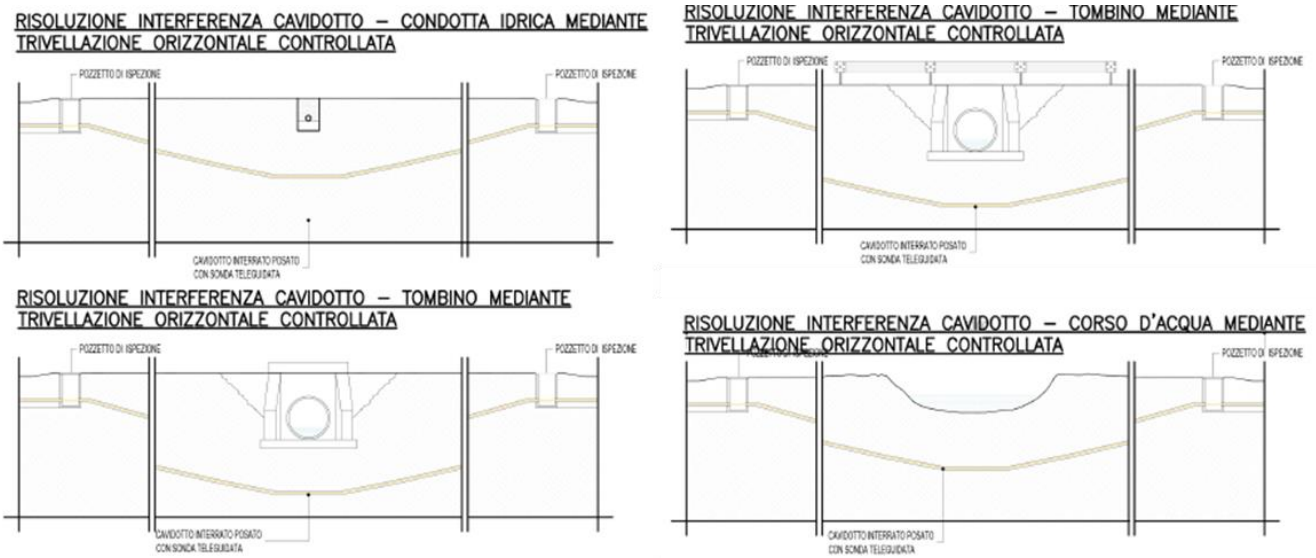 RISOLUZIONE INTERFERENZA CAVIDOTTO – CONDOTTA IDRICA MEDIANTE
TRIVELLAZIONE ORIZZONTALE CONTROLLATA
POZZETTO DI ISPEZIONE
POZZETTO DI ISPEZIONE
CAVIDOTTO INTERRATO POSATO
CON SONDA TELEGUIDATA
RISOLUZIONE INTERFERENZA CAVIDOTTO – TOMBINO MEDIANTE
TRIVELLAZIONE ORIZZONTALE CONTROLLATA
POZZETTO DI ISPEZIONE
POZZETTO DI ISPEZIONE
CAVIDOTTO INTERRATO POSATO
CON SONDA TELEGUIDATA
RISOLUZIONE INTERFERENZA CAVIDOTTO – TOMBINO MEDIANTE
TRIVELLAZIONE ORIZZONTALE CONTROLLATA
POZZETTO DI ISPEZIONE
POZZETTO DI ISPEZIONE
CAVIDOTTO INTERRATO POSATO
CON SONDA TELEGUIDATA
RISOLUZIONE INTERFERENZA CAVIDOTTO – CORSO D'ACQUA MEDIANTE
TRIVELLAZIONE ORIZZONTALE CONTROLLATA
POZZETTO DI ISPEZIONE
POZZETTO DI ISPEZIONE
CAVIDOTTO INTERRATO POSATO
CON SONDA TELEGUIDATA